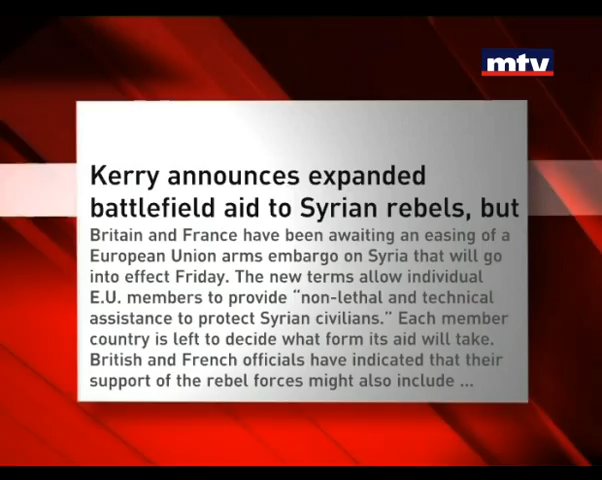 mtv
Kerry announces expanded
battlefield aid to Syrian rebels, but
Britain and France have been awaiting an easing of a
European Union arms embargo on Syria that will go
into effect Friday. The new terms allow individual
E.U. members to provide “non-lethal and technical
assistance to protect Syrian civilians.” Each member
country is left to decide what form its aid will take.
British and French officials have indicated that their
support of the rebel forces might also include ...